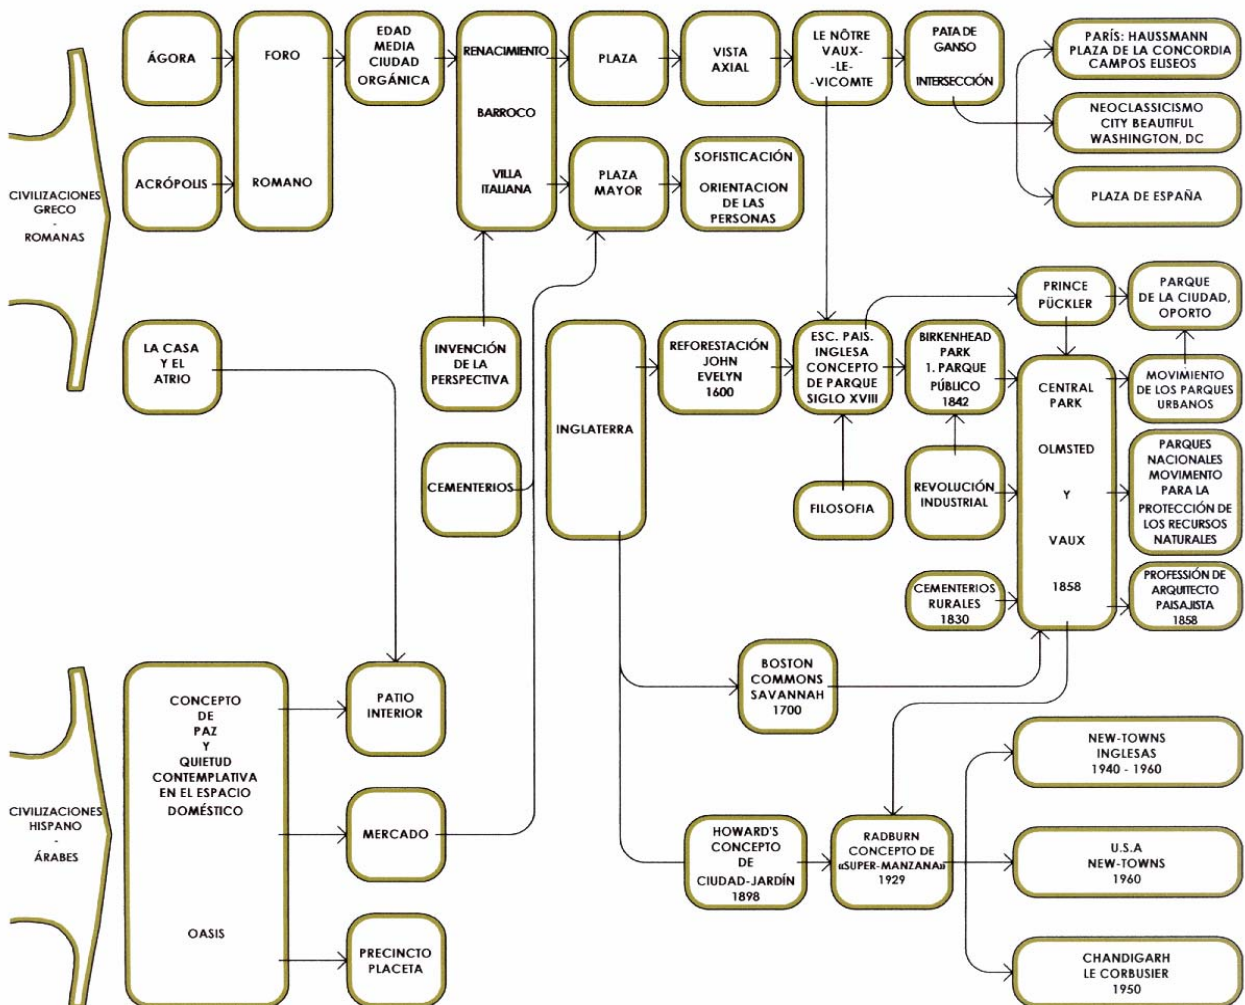 ÁGORA
FORO
ROMANO
EDAD
MEDIA
CIUDAD
ORGÁNICA
RENACIMIENTO
BARROCO
VILLA
ITALIANA
PLAZA
VISTA
AXIAL
LE NÔTRE
VAUX-
-LE-
-VICOMTE
PATA DE
GANSO
INTERSECCIÓN
PARÍS: HAUSSMANN
PLAZA DE LA CONCORDIA
CAMPOS ELISEOS
NEOCLASSICISMO
CITY BEAUTIFUL
WASHINGTON, DC
PLAZA DE ESPAÑA
CIVILIZACIONES
GRECO
-
ROMANAS
ACRÓPOLIS
PLAZA
MAYOR
SOFISTICACIÓN
ORIENTACION
DE LAS
PERSONAS
LA CASA
Y EL
ATRIO
INVENCIÓN
DE LA
PERSPECTIVA
CEMENTERIOS
INGLATERRA
REFORESTACIÓN
JOHN
EVELYN
1600
ESC. PAIS.
INGLESA
CONCEPTO
DE PARQUE
SIGLO XVIII
FILOSOFIA
BIRKENHEAD
PARK
1. PARQUE
PÚBLICO
1842
REVOLUCIÓN
INDUSTRIAL
CEMENTERIOS
RURALES
1830
PRINCE
PÜCKLER
PARQUE
DE LA CIUDAD,
OPORTO
CENTRAL
PARK
OLMSTED
Y
VAUX
1858
MOVIMIENTO
DE LOS PARQUES
URBANOS
PARQUES
NACIONALES
MOVIMIENTO
PARA LA
PROTECCIÓN DE
LOS RECURSOS
NATURALES
PROFESSIÓN DE
ARQUITECTO
PAISAJISTA
1858
BOSTON
COMMONS
SAVANNAH
1700
CIVILIZACIONES
HISPANO
-
ÁRABES
CONCEPTO
DE
PAZ
Y
QUIETUD
CONTEMPLATIVA
EN EL ESPACIO
DOMÉSTICO
OASIS
PATIO
INTERIOR
MERCADO
PRECINCTO
PLACETA
HOWARD'S
CONCEPTO
DE
CIUDAD-JARDÍN
1898
RADBURN
CONCEPTO DE
«SUPER-MANZANA»
1929
NEW-TOWNS
INGLESAS
1940 - 1960
U.S.A
NEW-TOWNS
1960
CHANDIGARH
LE CORBUSIER
1950